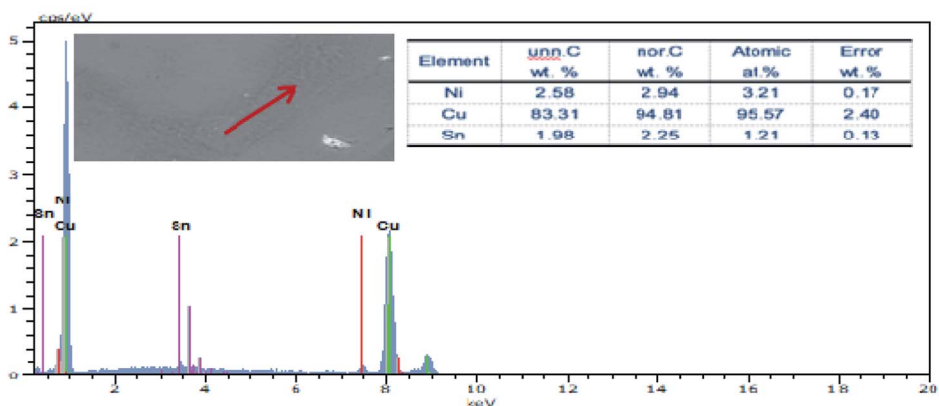 cps/eV
Element unn.C wt. % nor.C wt. % Atomic at.% Error wt.%
Ni 2.58 2.94 3.21 0.17
Cu 83.31 94.81 95.57 2.40
Sn 1.98 2.25 1.21 0.13
5
4
3
2
1
0
Ni
Sn Cu
Sn
Ni
Cu
2 4 6 8 10 12 14 16 18 20
keV